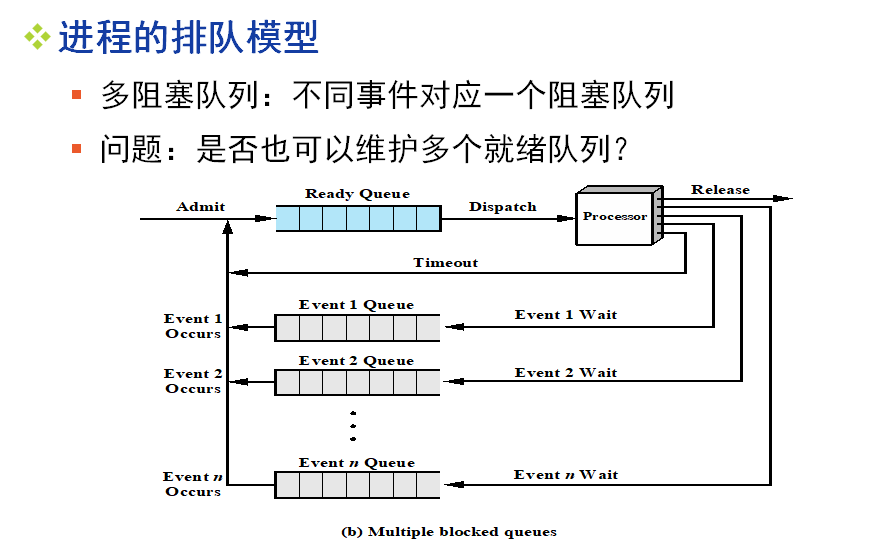 进程的排队模型
多阻塞队列：不同事件对应一个阻塞队列
问题：是否也可以维护多个就绪队列？
Release
Ready Queue
Admit
Dispatch
Processor
Timeout
Event 1 Queue
Event 1
Occurs
Event 1 Wait
Event 2 Queue
Event 2
Occurs
Event 2 Wait
Event n Queue
Event n
Occurs
Event n Wait
(b) Multiple blocked queues